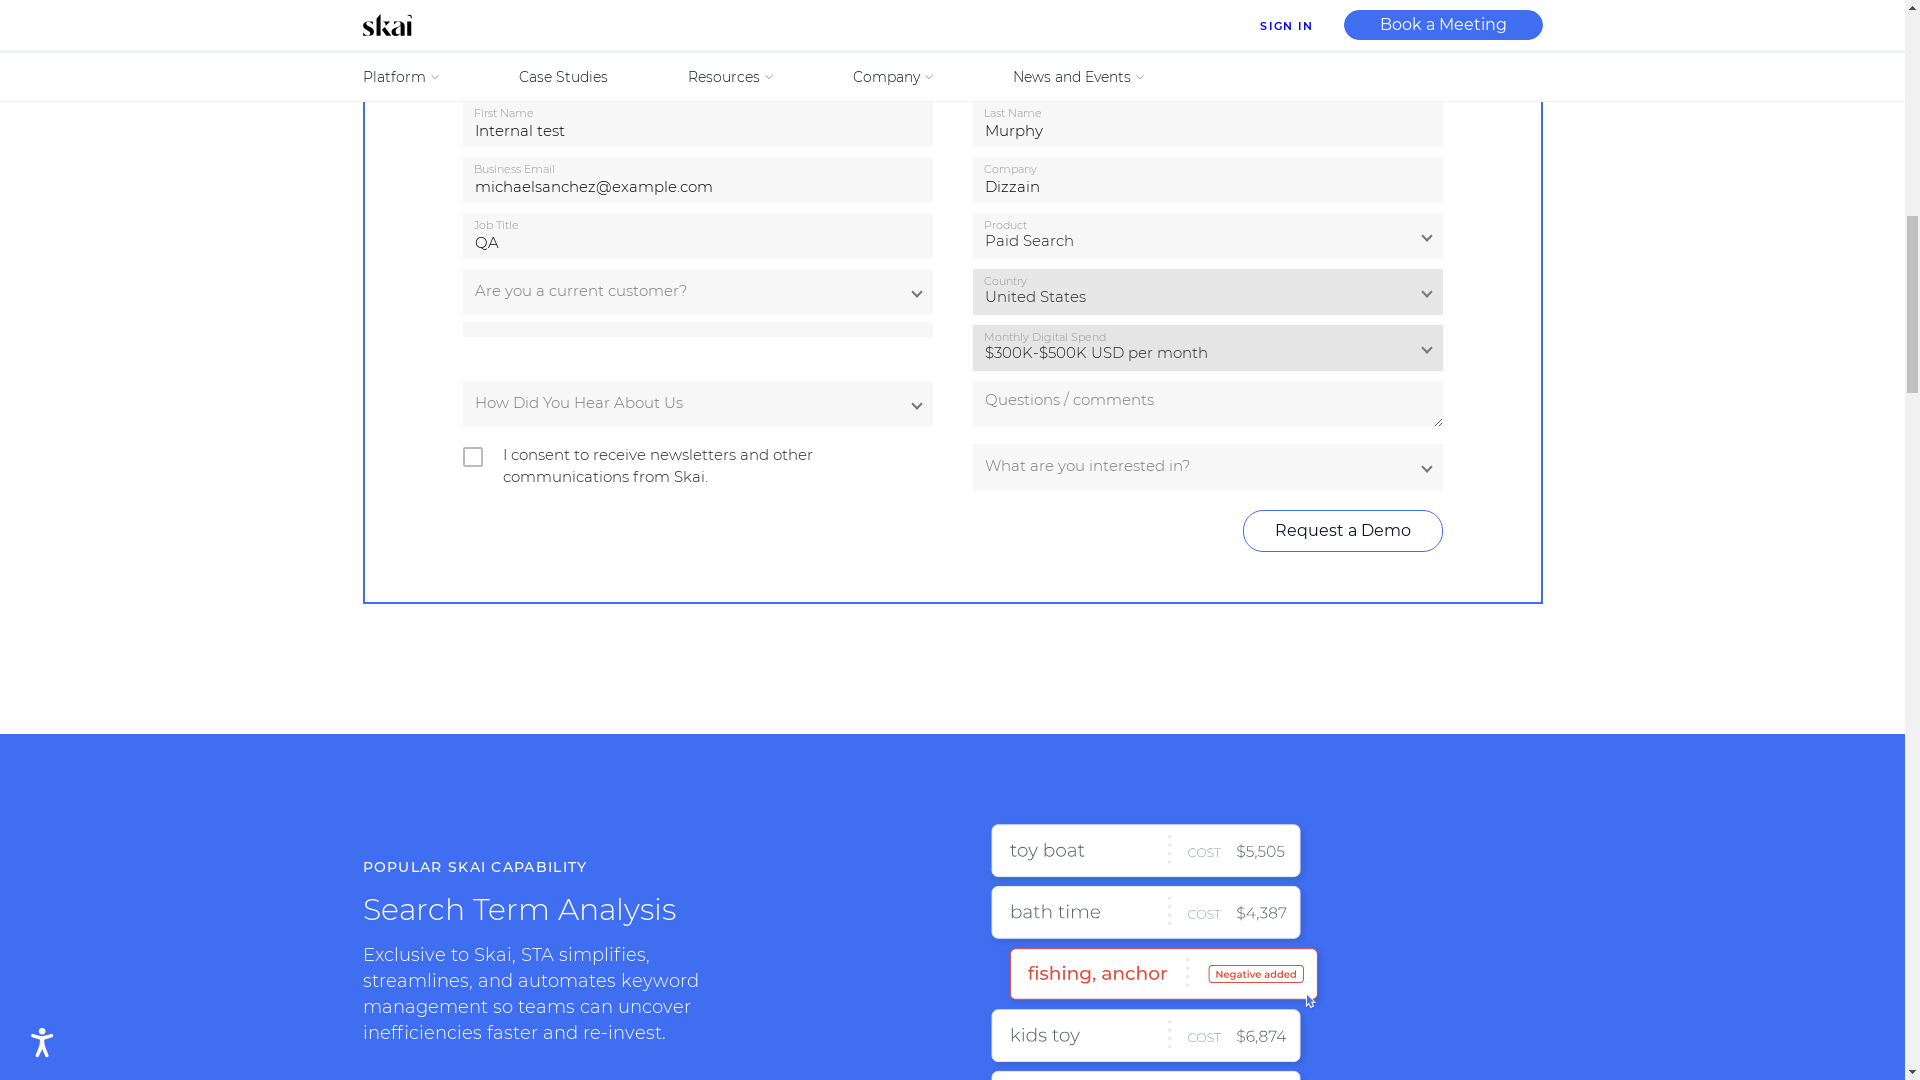 skai
SIGN IN
Book a Meeting
Platform
Case Studies
Resources
Company
News and Events
First Name
Internal test
Last Name
Murphy
Business Email
michaelsanchez@example.com
Company
Dizzain
Job Title
QA
Product
Paid Search
Are you a current customer?
Country
United States
Monthly Digital Spend
$300K-$500K USD per month
How Did You Hear About Us
Questions / comments
I consent to receive newsletters and other
communications from Skai.
What are you interested in?
Request a Demo
POPULAR SKAI CAPABILITY
Search Term Analysis
Exclusive to Skai, STA simplifies,
streamlines, and automates keyword
management so teams can uncover
inefficiencies faster and re-invest.
toy boat COST $5,505
bath time COST $4,387
fishing, anchor Negative added
kids toy COST $6,874